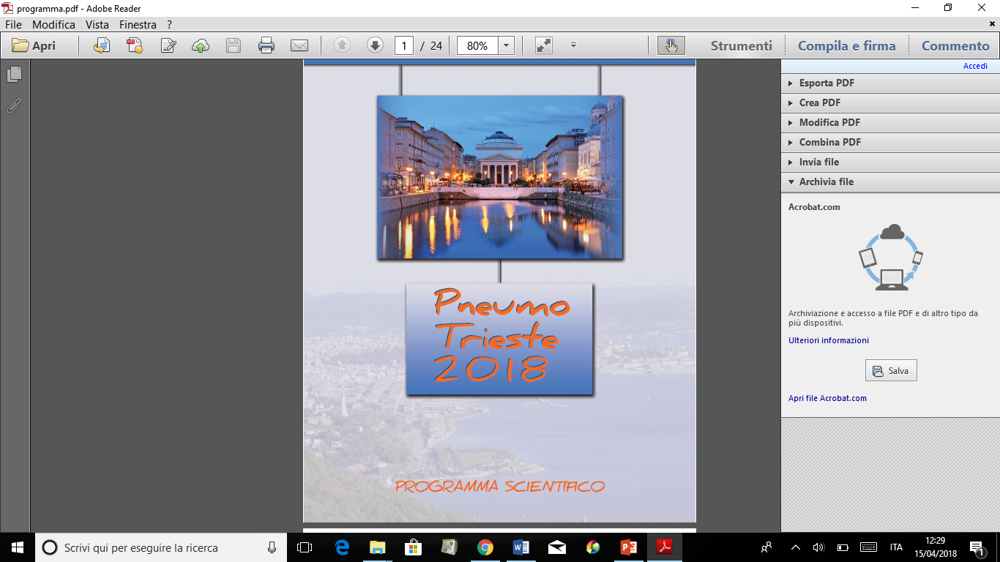 programma.pdf - Adobe Reader
File Modifica Vista Finestra ?
Apri 1 / 24 80% Strumenti Compila e firma Commento
Accedi
Esporta PDF
Crea PDF
Modifica PDF
Combina PDF
Invia file
Archivia file
Acrobat.com
Archiviazione e accesso a file PDF e di altro tipo da
più dispositivi.
Ulteriori informazioni
Salva
Apri file Acrobat.com
Pneumo
Trieste
2018
PROGRAMMA SCIENTIFICO
Scrivi qui per eseguire la ricerca
ITA
12:29
15/04/2018
1